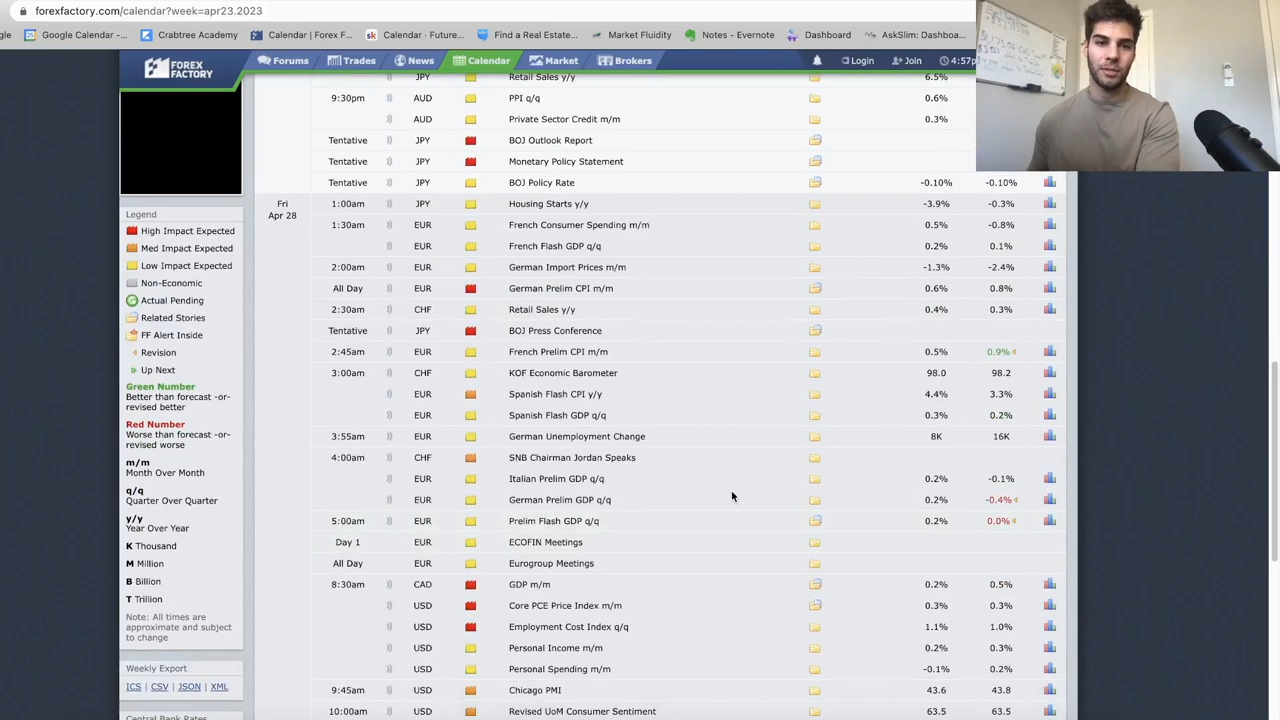 forexfactory.com/calendar?week=apr23.2023
gle Google Calendar -... Crabtree Academy Calendar | Forex F... Calendar · Future... Find a Real Estate... Market Fluidity Notes - Evernote Dashboard AskSlim: Dashboa...
FOREX FACTORY Forums Trades News Calendar Market Brokers Login Join 4:57p
JPY Retail Sales y/y 6.5%
9:30pm AUD PPI q/q 0.6%
AUD Private Sector Credit m/m 0.3%
Tentative JPY BOJ Outlook Report
Tentative JPY Monetary Policy Statement
Tentative JPY BOJ Policy Rate -0.10% -0.10%
Fri
Apr 28
1:00am JPY Housing Starts y/y -3.9% -0.3%
1:30am EUR French Consumer Spending m/m 0.5% -0.8%
EUR French Flash GDP q/q 0.2% 0.1%
2:00am EUR German Import Prices m/m -1.3% -2.4%
All Day EUR German Prelim CPI m/m 0.6% 0.8%
2:30am CHF Retail Sales y/y 0.4% 0.3%
Tentative JPY BOJ Press Conference
2:45am EUR French Prelim CPI m/m 0.5% 0.9%
3:00am CHF KOF Economic Barometer 98.0 98.2
EUR Spanish Flash CPI y/y 4.4% 3.3%
EUR Spanish Flash GDP q/q 0.3% 0.2%
3:55am EUR German Unemployment Change 8K 16K
4:00am CHF SNB Chairman Jordan Speaks
EUR Italian Prelim GDP q/q 0.2% -0.1%
EUR German Prelim GDP q/q 0.2% -0.4%
5:00am EUR Prelim Flash GDP q/q 0.2% 0.0%
Day 1 EUR ECOFIN Meetings
All Day EUR Eurogroup Meetings
8:30am CAD GDP m/m 0.2% 0.5%
USD Core PCE Price Index m/m 0.3% 0.3%
USD Employment Cost Index q/q 1.1% 1.0%
USD Personal Income m/m 0.2% 0.3%
USD Personal Spending m/m -0.1% 0.2%
9:45am USD Chicago PMI 43.6 43.8
10:00am USD Revised UoM Consumer Sentiment 63.5 63.5
Legend
High Impact Expected
Med Impact Expected
Low Impact Expected
Non-Economic
Actual Pending
Related Stories
FF Alert Inside
Revision
Up Next
Green Number
Better than forecast -or-
revised better
Red Number
Worse than forecast -or-
revised worse
m/m
Month Over Month
q/q
Quarter Over Quarter
y/y
Year Over Year
K Thousand
M Million
B Billion
T Trillion
Note: All times are
approximate and subject
to change
Weekly Export
ICS | CSV | JSON | XML
Central Bank Rates